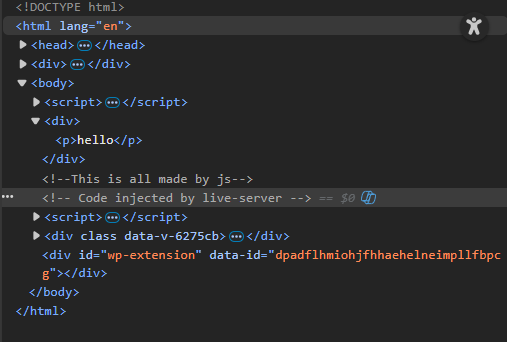 <!DOCTYPE html>
<html lang="en">
<head> ••• </head>
<div> ••• </div>
<body>
<script> ••• </script>
<div>
<p>hello</p>
</div>
<!--This is all made by js-->
••• <!-- Code injected by live-server --> == $0
<script> ••• </script>
<div class data-v-6275cb> ••• </div>
<div id="wp-extension" data-id="dpadflhmiohjfhhaehelneimpllfbpc
g"></div>
</body>
</html>